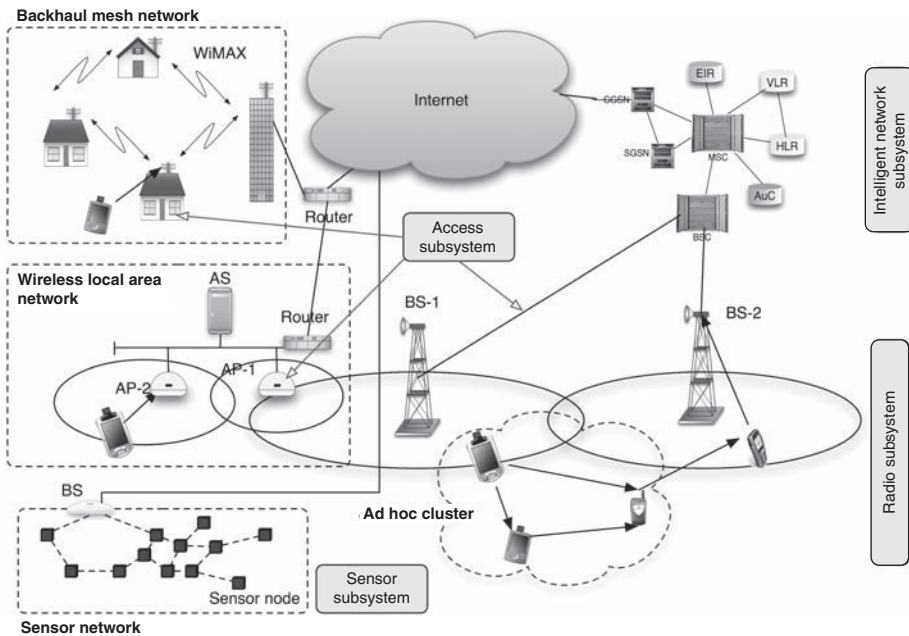 Backhaul mesh network
WiMAX
Internet
EIR
VLR
GGSN
SGSN
MSC
HLR
AuC
Intelligent network
subsystem
Router
Access
subsystem
BSC
Wireless local area
network
AS
Router
BS-1
BS-2
AP-2
AP-1
Radio subsystem
BS
Ad hoc cluster
Sensor node
Sensor
subsystem
Sensor network